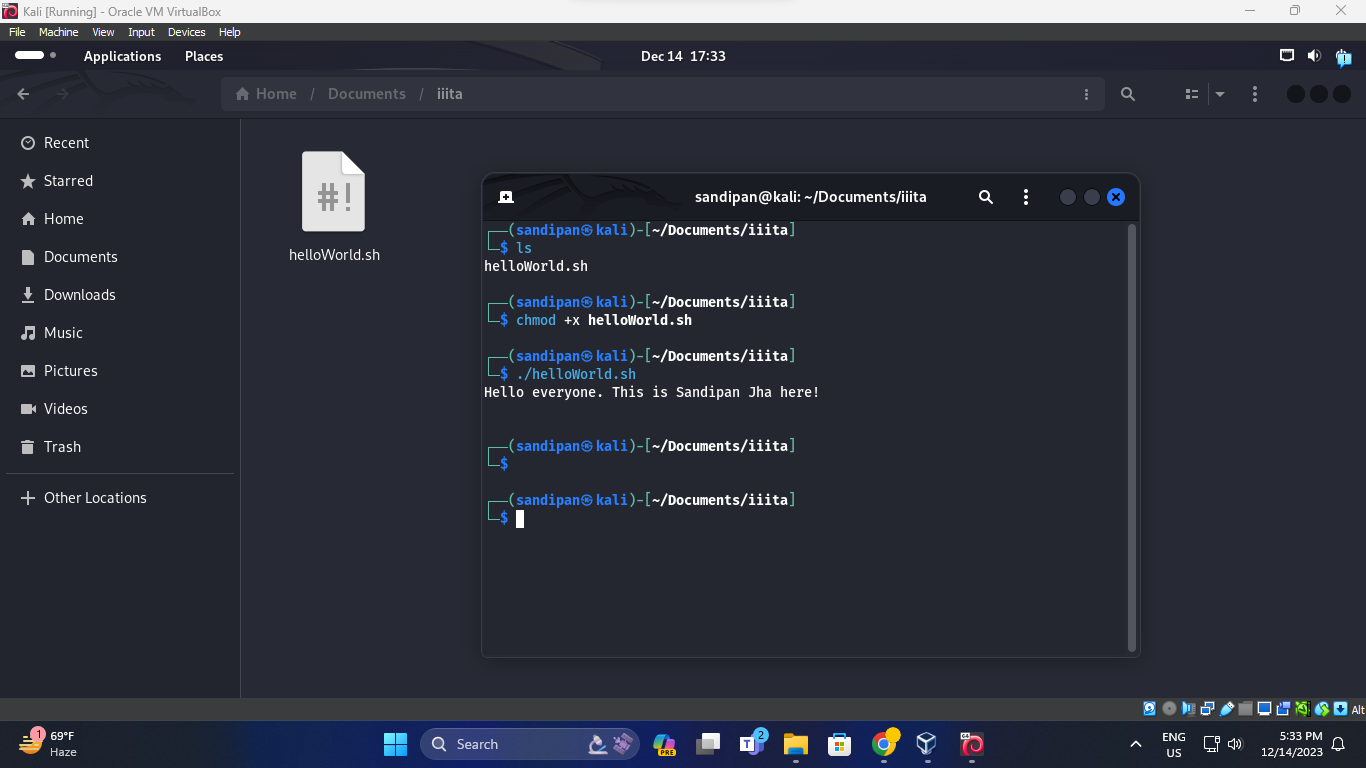 Kali [Running] - Oracle VM VirtualBox
File Machine View Input Devices Help
Applications Places Dec 14 17:33
Home / Documents / iiita
Recent
Starred
Home
Documents
Downloads
Music
Pictures
Videos
Trash
Other Locations
#!
helloWorld.sh
sandipan@kali: ~/Documents/iiita
┌──(sandipan㉿kali)-[~/Documents/iiita]
└─$ ls
helloWorld.sh
┌──(sandipan㉿kali)-[~/Documents/iiita]
└─$ chmod +x helloWorld.sh
┌──(sandipan㉿kali)-[~/Documents/iiita]
└─$ ./helloWorld.sh
Hello everyone. This is Sandipan Jha here!
┌──(sandipan㉿kali)-[~/Documents/iiita]
└─$
┌──(sandipan㉿kali)-[~/Documents/iiita]
└─$
Alt
1
69°F
Haze
Search
PRE
2
ENG
US
5:33 PM
12/14/2023